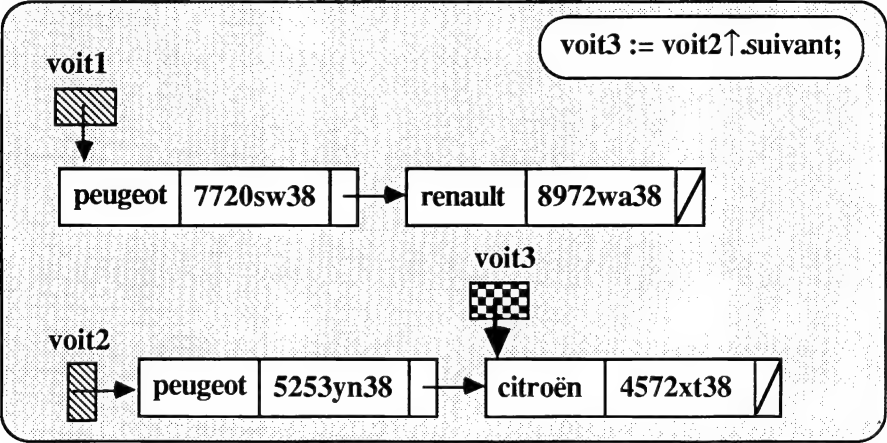 voit3 := voit2↑.suivant;
voit1
peugeot 7720sw38 renault 8972wa38
voit3
voit2
peugeot 5253yn38 citroën 4572xt38